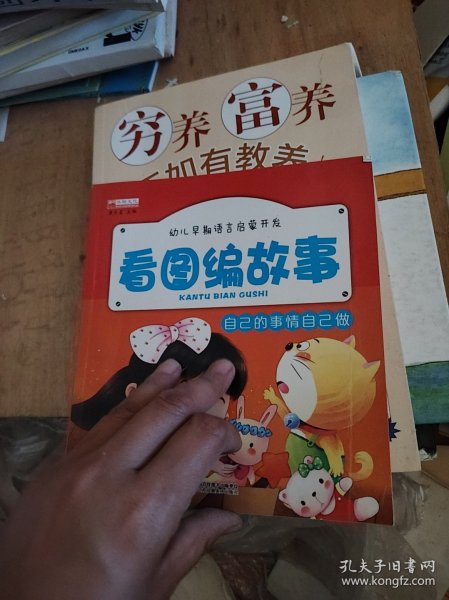 穷养 富养
不如有教养
幼儿早期语言启蒙开发
看图编故事
KANTU BIAN GUSHI
自己的事情自己做
孔夫子旧书网
www.kongfz.com